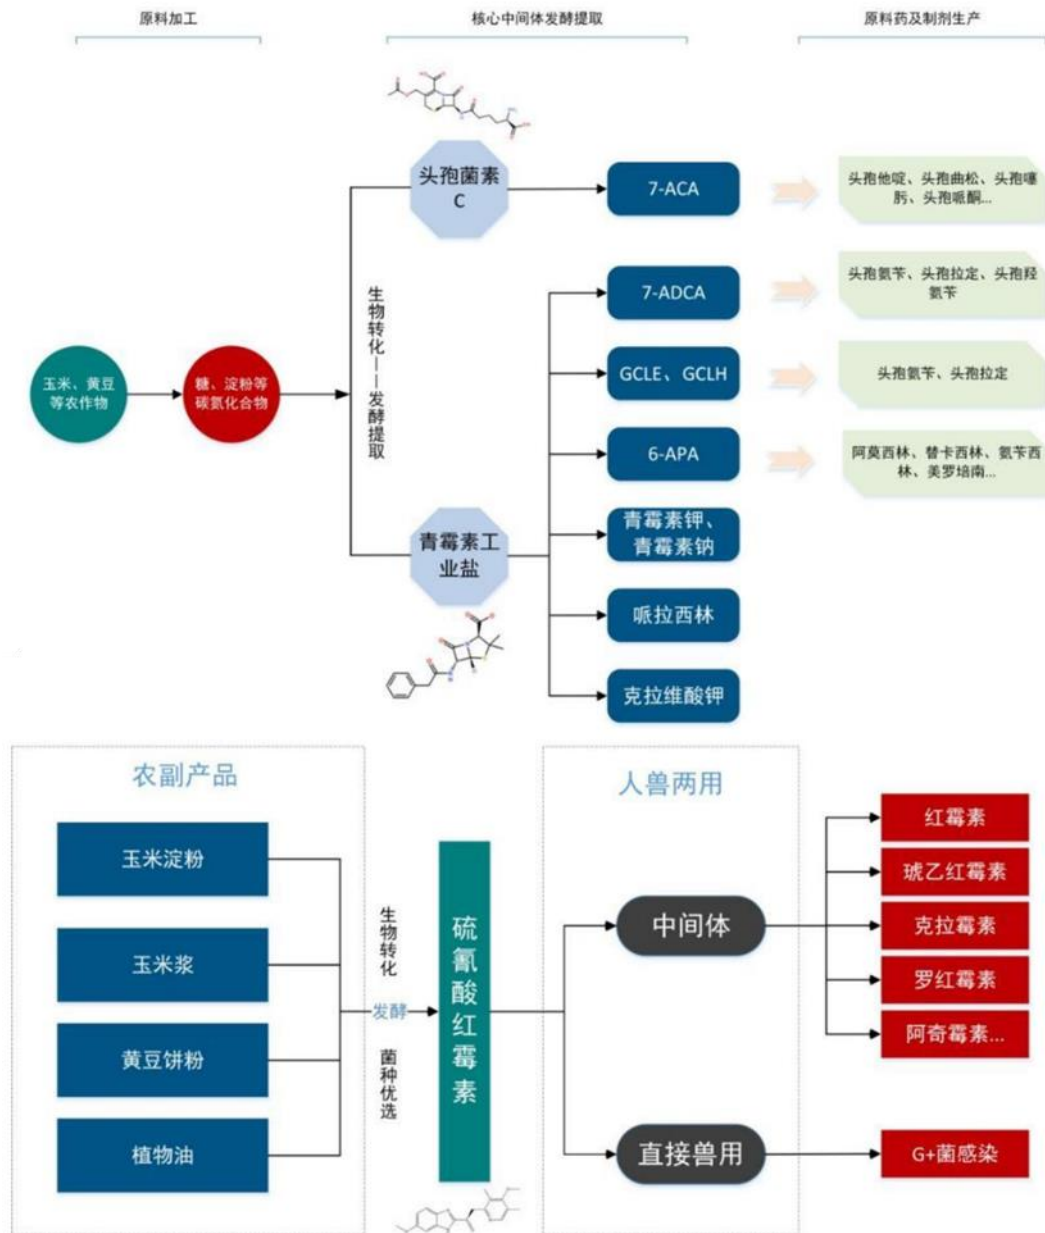 原料加工
核心中间体发酵提取
原料药及制剂生产
头孢菌素
C
7-ACA
头孢他啶、头孢曲松、头孢噻
肟、头孢哌酮...
生物转化——发酵提取
7-ADCA
头孢氨苄、头孢拉定、头孢羟
氨苄
玉米、黄豆
等农作物
糖、淀粉等
碳氮化合物
GCLE、GCLH
头孢氨苄、头孢拉定
6-APA
阿莫西林、替卡西林、氨苄西
林、美罗培南...
青霉素工
业盐
青霉素钾、
青霉素钠
哌拉西林
克拉维酸钾
农副产品
玉米淀粉
玉米浆
黄豆饼粉
植物油
生物转化
发酵
菌种优选
硫氰酸红霉素
人兽两用
中间体
直接兽用
红霉素
琥乙红霉素
克拉霉素
罗红霉素
阿奇霉素...
G+菌感染